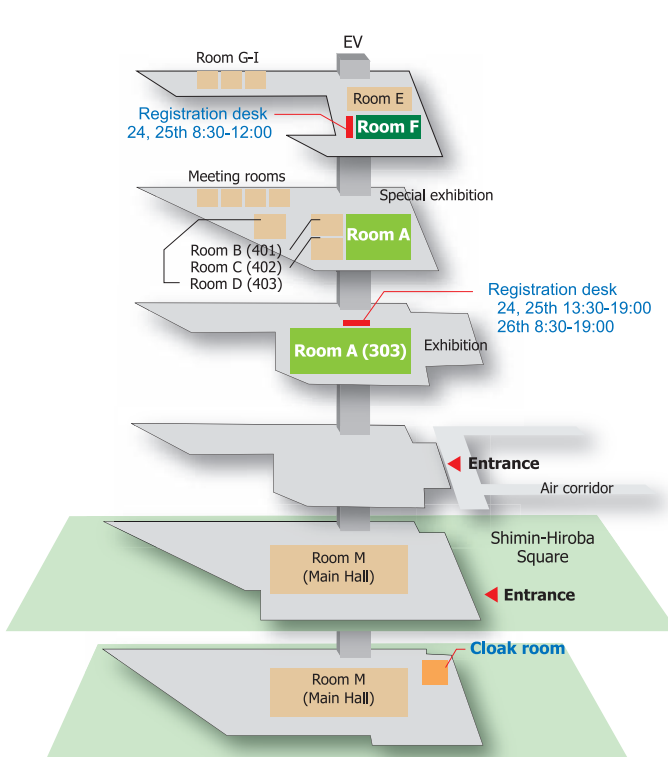 EV
Room G-I
Room E
Registration desk
24, 25th 8:30-12:00
Room F
Meeting rooms
Special exhibition
Room A
Room B (401)
Room C (402)
Room D (403)
Registration desk
24, 25th 13:30-19:00
26th 8:30-19:00
Room A (303)
Exhibition
Entrance
Air corridor
Shimin-Hiroba
Square
Room M
(Main Hall)
Entrance
Cloak room
Room M
(Main Hall)